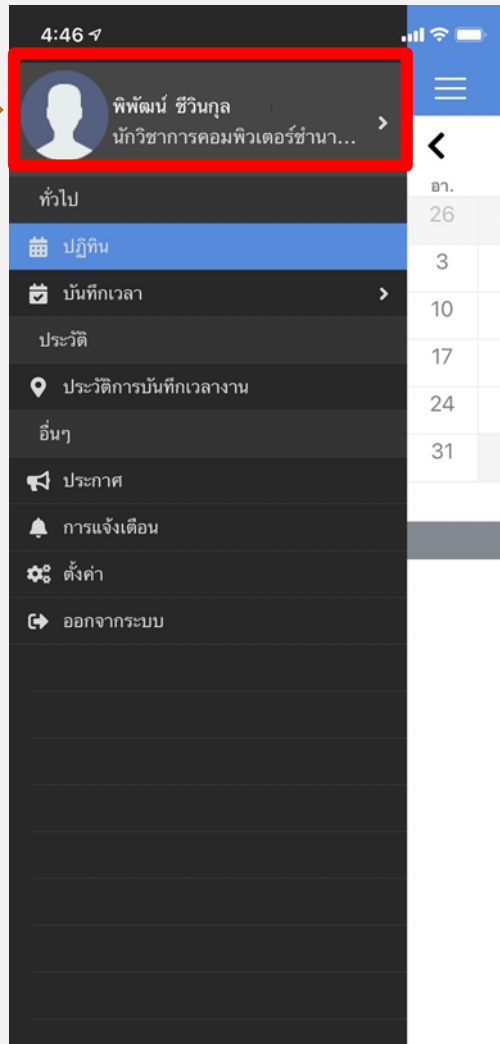 4:46
พิพัฒน์ ชีวินกุล
นักวิชาการคอมพิวเตอร์ชำนา...
ทั่วไป
ปฏิทิน
บันทึกเวลา
ประวัติ
ประวัติการบันทึกเวลางาน
อื่นๆ
ประกาศ
การแจ้งเตือน
ตั้งค่า
ออกจากระบบ
อา.
26
3
10
17
24
31